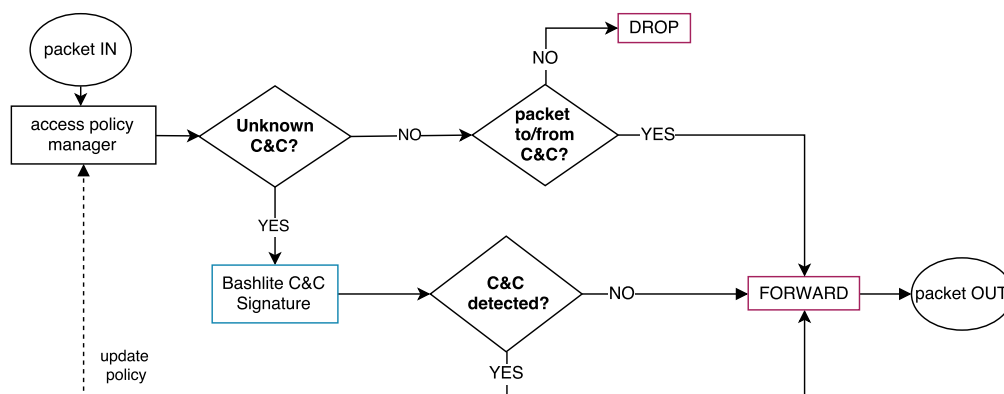 DROP
packet IN
NO
packet
to/from
C&C?
access policy
manager
Unknown
C&C?
NO
YES
YES
Bashlite C&C
Signature
C&C
detected?
NO
FORWARD
packet OUT
update
policy
YES